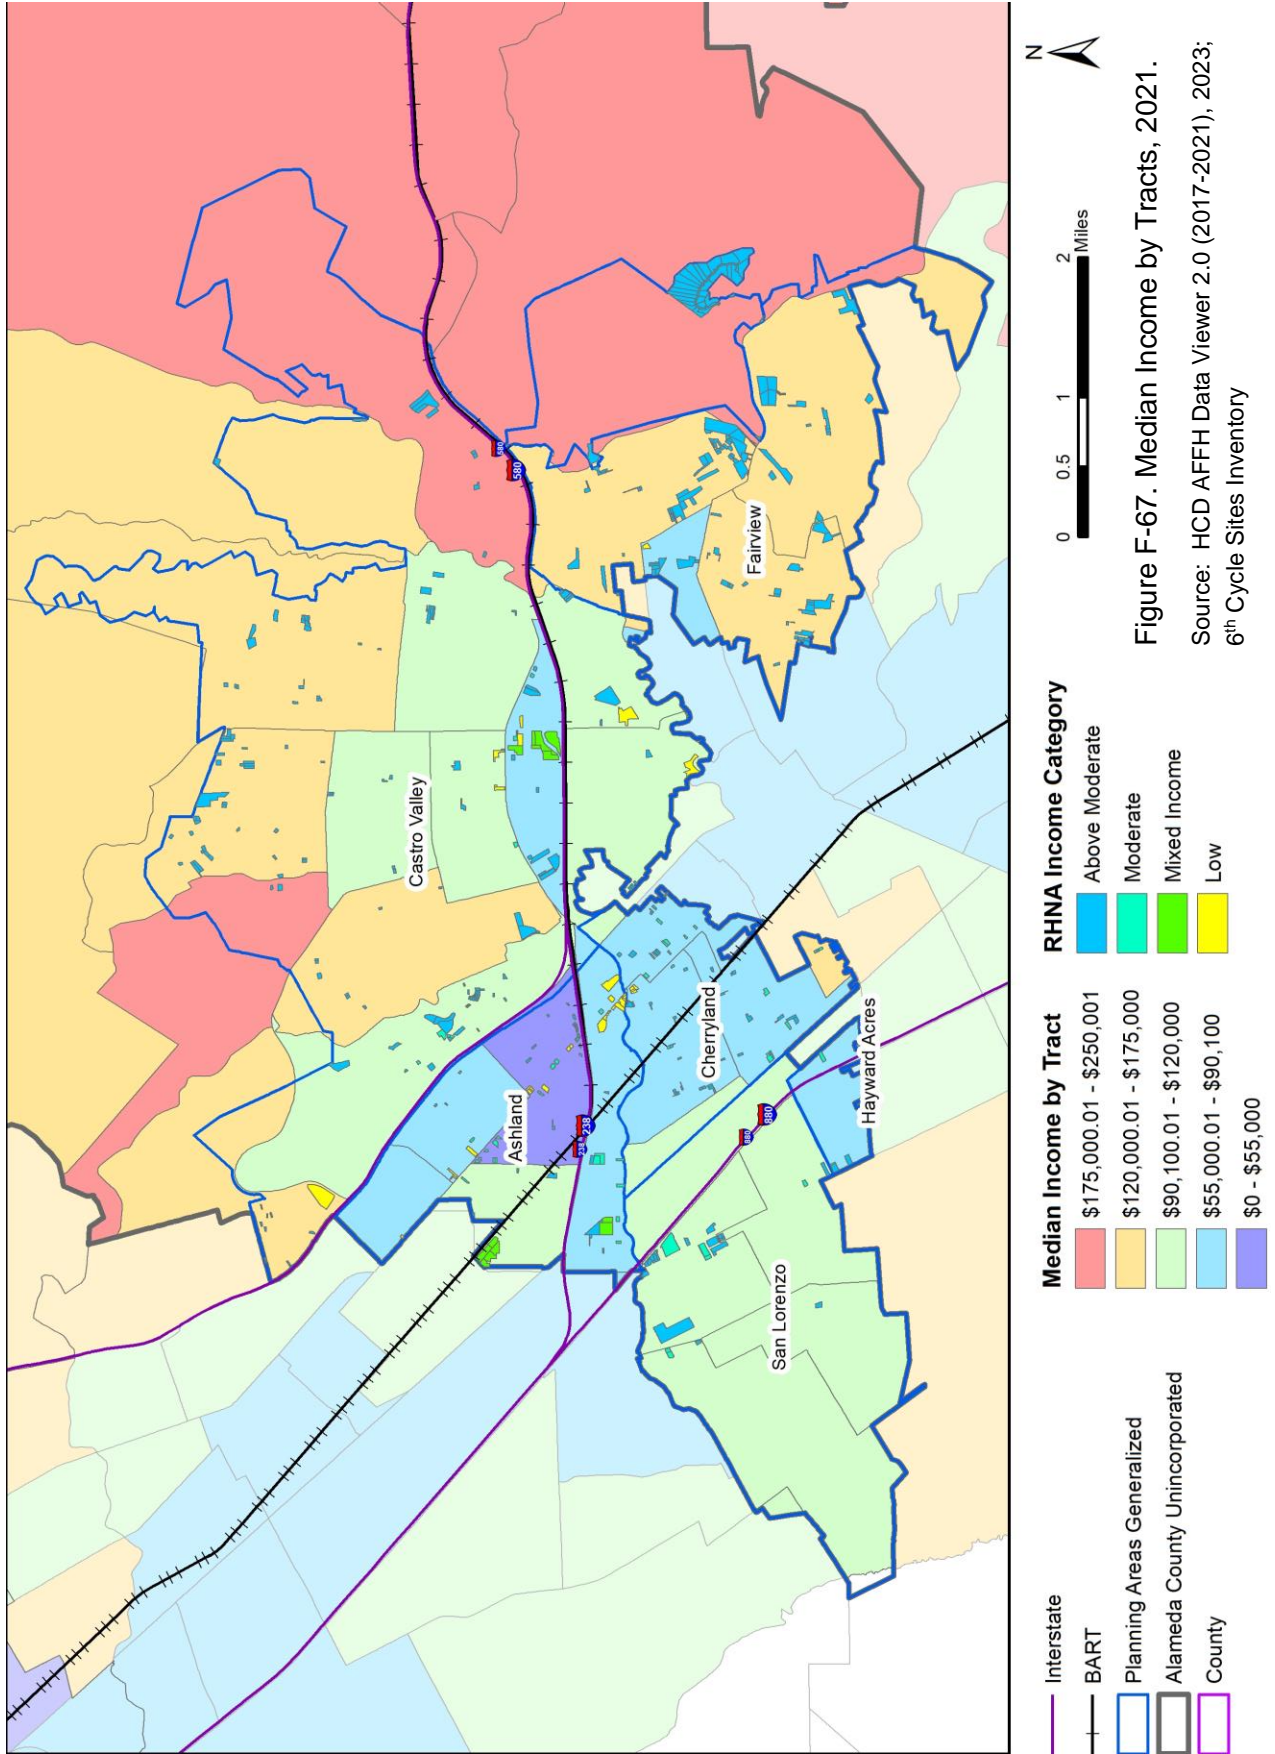 Castro Valley
Ashland
Cherryland
Hayward Acres
San Lorenzo
Fairview
580
580
238
238
880
880
N
0 0.5 1 2
Miles
Figure F-67. Median Income by Tracts, 2021.
Source: HCD AFFH Data Viewer 2.0 (2017-2021), 2023;
6th Cycle Sites Inventory
Interstate
BART
Planning Areas Generalized
Alameda County Unincorporated
County
Median Income by Tract
$175,000.01 - $250,001
$120,000.01 - $175,000
$90,100.01 - $120,000
$55,000.01 - $90,100
$0 - $55,000
RHNA Income Category
Above Moderate
Moderate
Mixed Income
Low